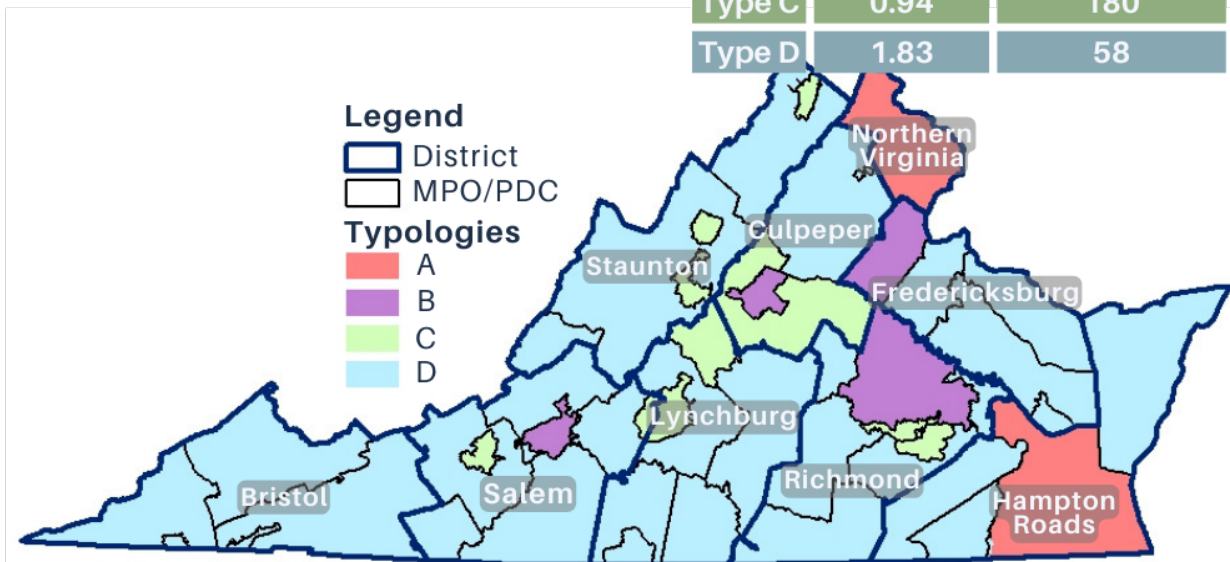 Type C 0.94 180
Type D 1.83 58
Legend
District
MPO/PDC
Typologies
A
B
C
D
Northern
Virginia
Culpeper
Staunton
Fredericksburg
Lynchburg
Richmond
Salem
Bristol
Hampton
Roads